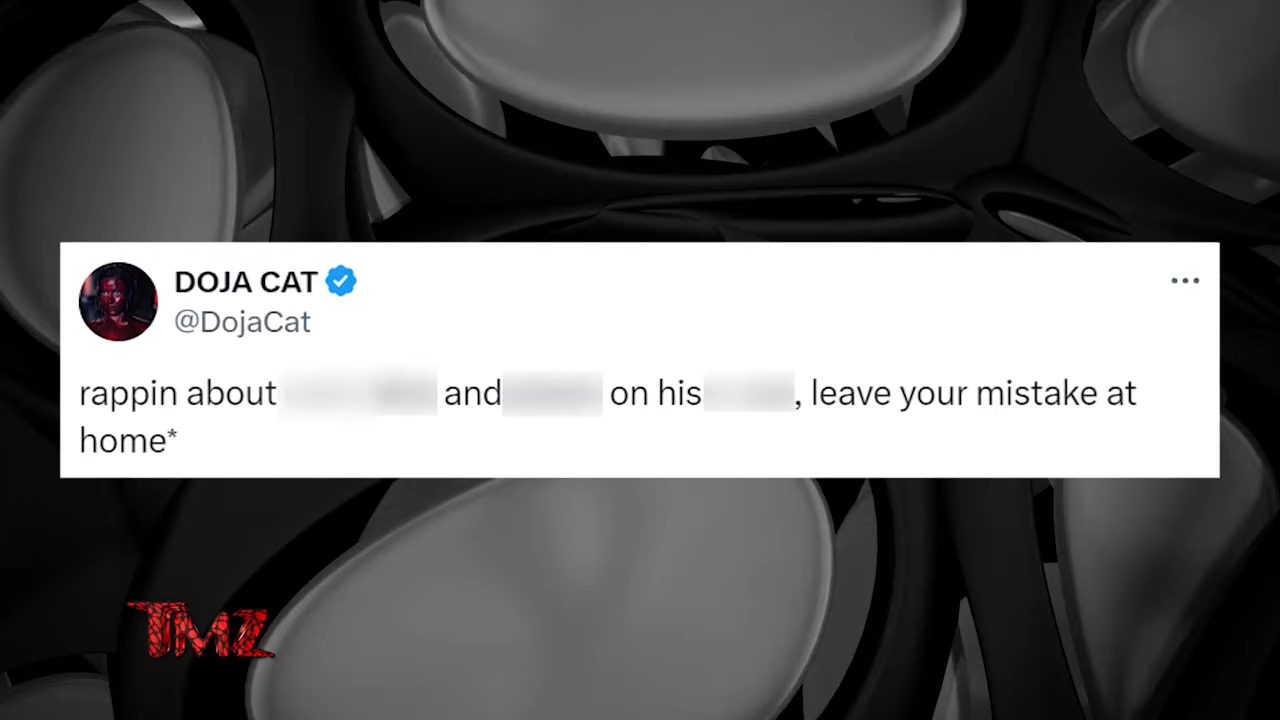 DOJA CAT
@DojaCat
rappin about and on his , leave your mistake at
home*
TMZ